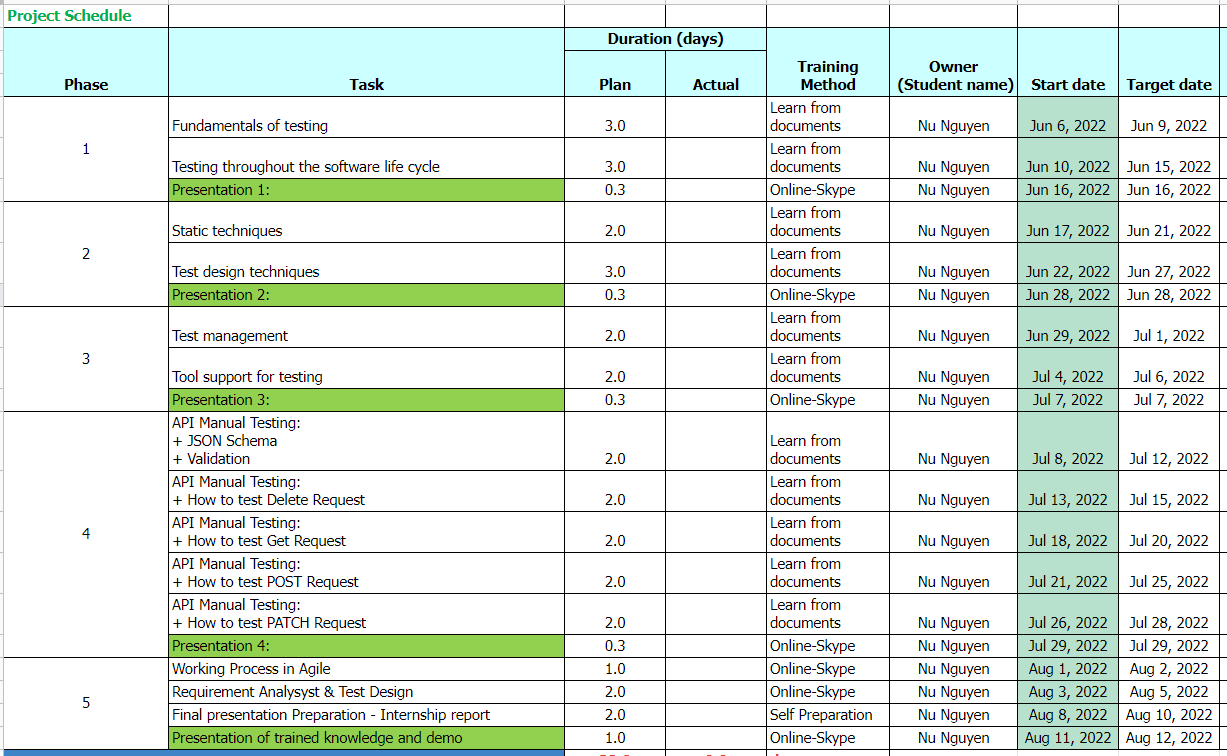 Project Schedule
Duration (days)
Phase Task Plan Actual Training Method Owner (Student name) Start date Target date
1
Fundamentals of testing 3.0 Learn from documents Nu Nguyen Jun 6, 2022 Jun 9, 2022
Testing throughout the software life cycle 3.0 Learn from documents Nu Nguyen Jun 10, 2022 Jun 15, 2022
Presentation 1: 0.3 Online-Skype Nu Nguyen Jun 16, 2022 Jun 16, 2022
2
Static techniques 2.0 Learn from documents Nu Nguyen Jun 17, 2022 Jun 21, 2022
Test design techniques 3.0 Learn from documents Nu Nguyen Jun 22, 2022 Jun 27, 2022
Presentation 2: 0.3 Online-Skype Nu Nguyen Jun 28, 2022 Jun 28, 2022
3
Test management 2.0 Learn from documents Nu Nguyen Jun 29, 2022 Jul 1, 2022
Tool support for testing 2.0 Learn from documents Nu Nguyen Jul 4, 2022 Jul 6, 2022
Presentation 3: 0.3 Online-Skype Nu Nguyen Jul 7, 2022 Jul 7, 2022
4
API Manual Testing:
+ JSON Schema
+ Validation 2.0 Learn from documents Nu Nguyen Jul 8, 2022 Jul 12, 2022
API Manual Testing:
+ How to test Delete Request 2.0 Learn from documents Nu Nguyen Jul 13, 2022 Jul 15, 2022
API Manual Testing:
+ How to test Get Request 2.0 Learn from documents Nu Nguyen Jul 18, 2022 Jul 20, 2022
API Manual Testing:
+ How to test POST Request 2.0 Learn from documents Nu Nguyen Jul 21, 2022 Jul 25, 2022
API Manual Testing:
+ How to test PATCH Request 2.0 Learn from documents Nu Nguyen Jul 26, 2022 Jul 28, 2022
Presentation 4: 0.3 Online-Skype Nu Nguyen Jul 29, 2022 Jul 29, 2022
5
Working Process in Agile 1.0 Online-Skype Nu Nguyen Aug 1, 2022 Aug 2, 2022
Requirement Analysyst & Test Design 2.0 Online-Skype Nu Nguyen Aug 3, 2022 Aug 5, 2022
Final presentation Preparation - Internship report 2.0 Self Preparation Nu Nguyen Aug 8, 2022 Aug 10, 2022
Presentation of trained knowledge and demo 1.0 Online-Skype Nu Nguyen Aug 11, 2022 Aug 12, 2022